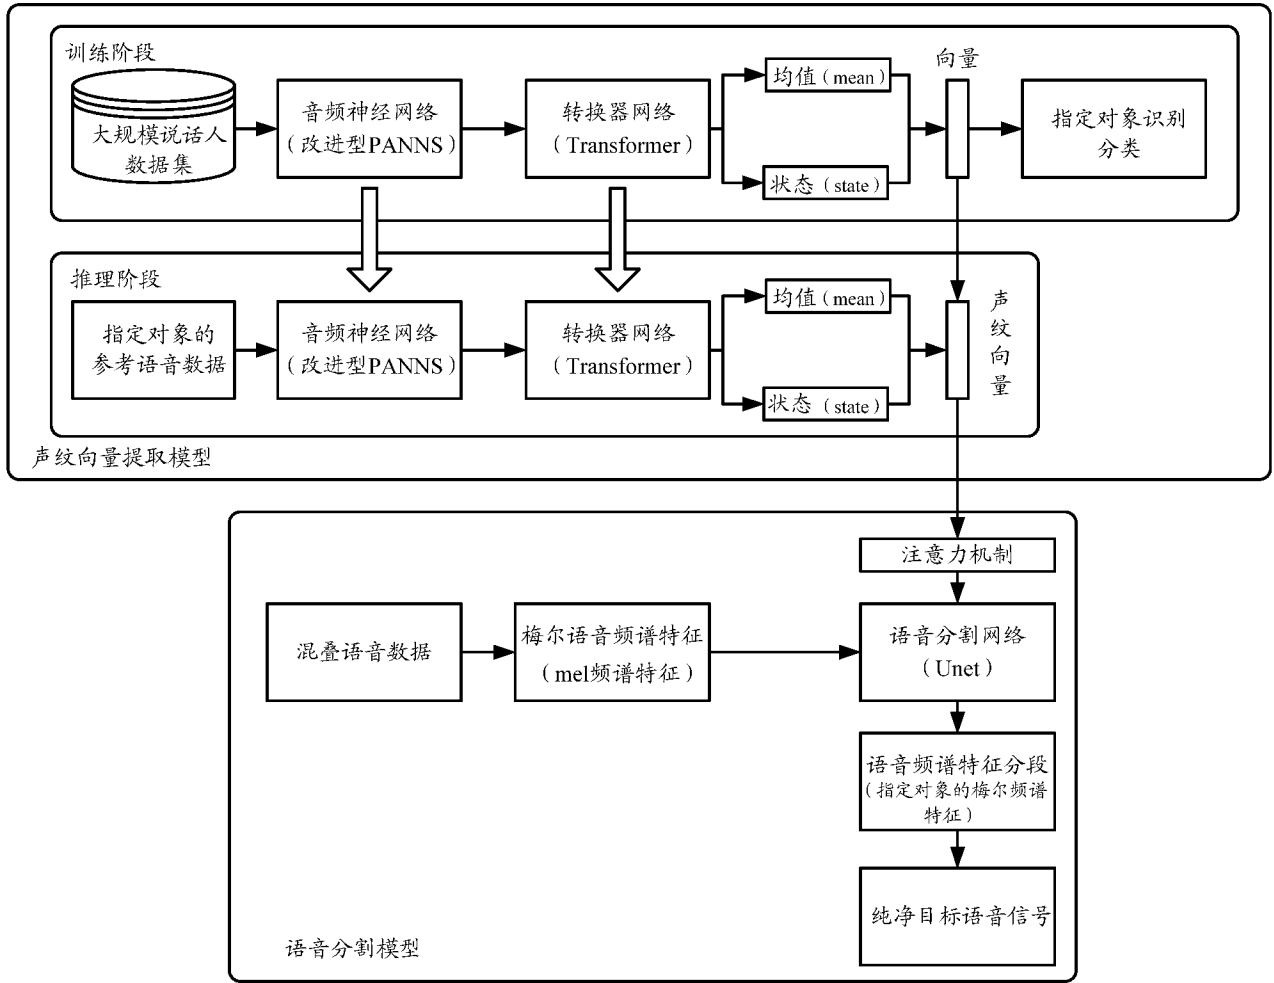 训练阶段
大规模说话人
数据集
音频神经网络
（改进型PANNS）
转换器网络
（Transformer）
均值（mean）
状态（state）
向量
指定对象识别
分类
推理阶段
指定对象的
参考语音数据
音频神经网络
（改进型PANNS）
转换器网络
（Transformer）
均值（mean）
状态（state）
声纹向量
声纹向量提取模型
注意力机制
混叠语音数据
梅尔语音频谱特征
（mel频谱特征）
语音分割网络
（Unet）
语音频谱特征分段
（指定对象的梅尔频谱
特征）
纯净目标语音信号
语音分割模型